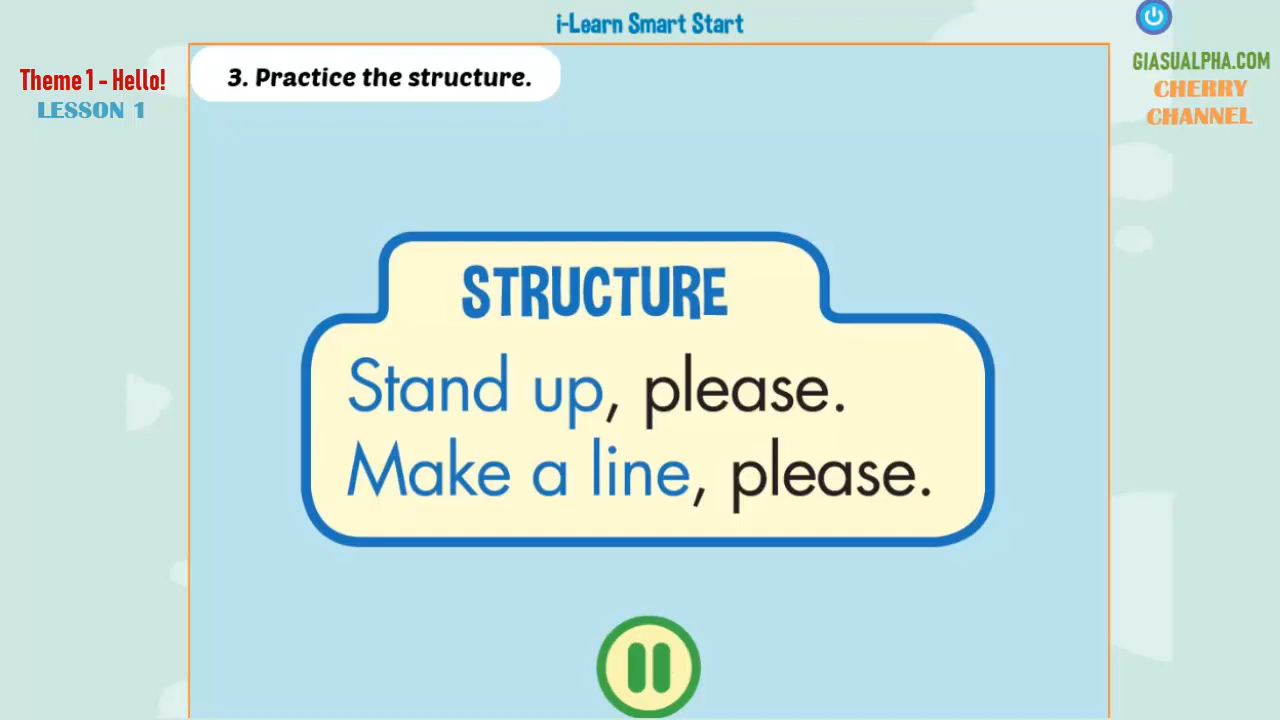 i-Learn Smart Start
Theme 1 - Hello!
LESSON 1
GIASUALPHA.COM
CHERRY
CHANNEL
3. Practice the structure.
STRUCTURE
Stand up, please.
Make a line, please.